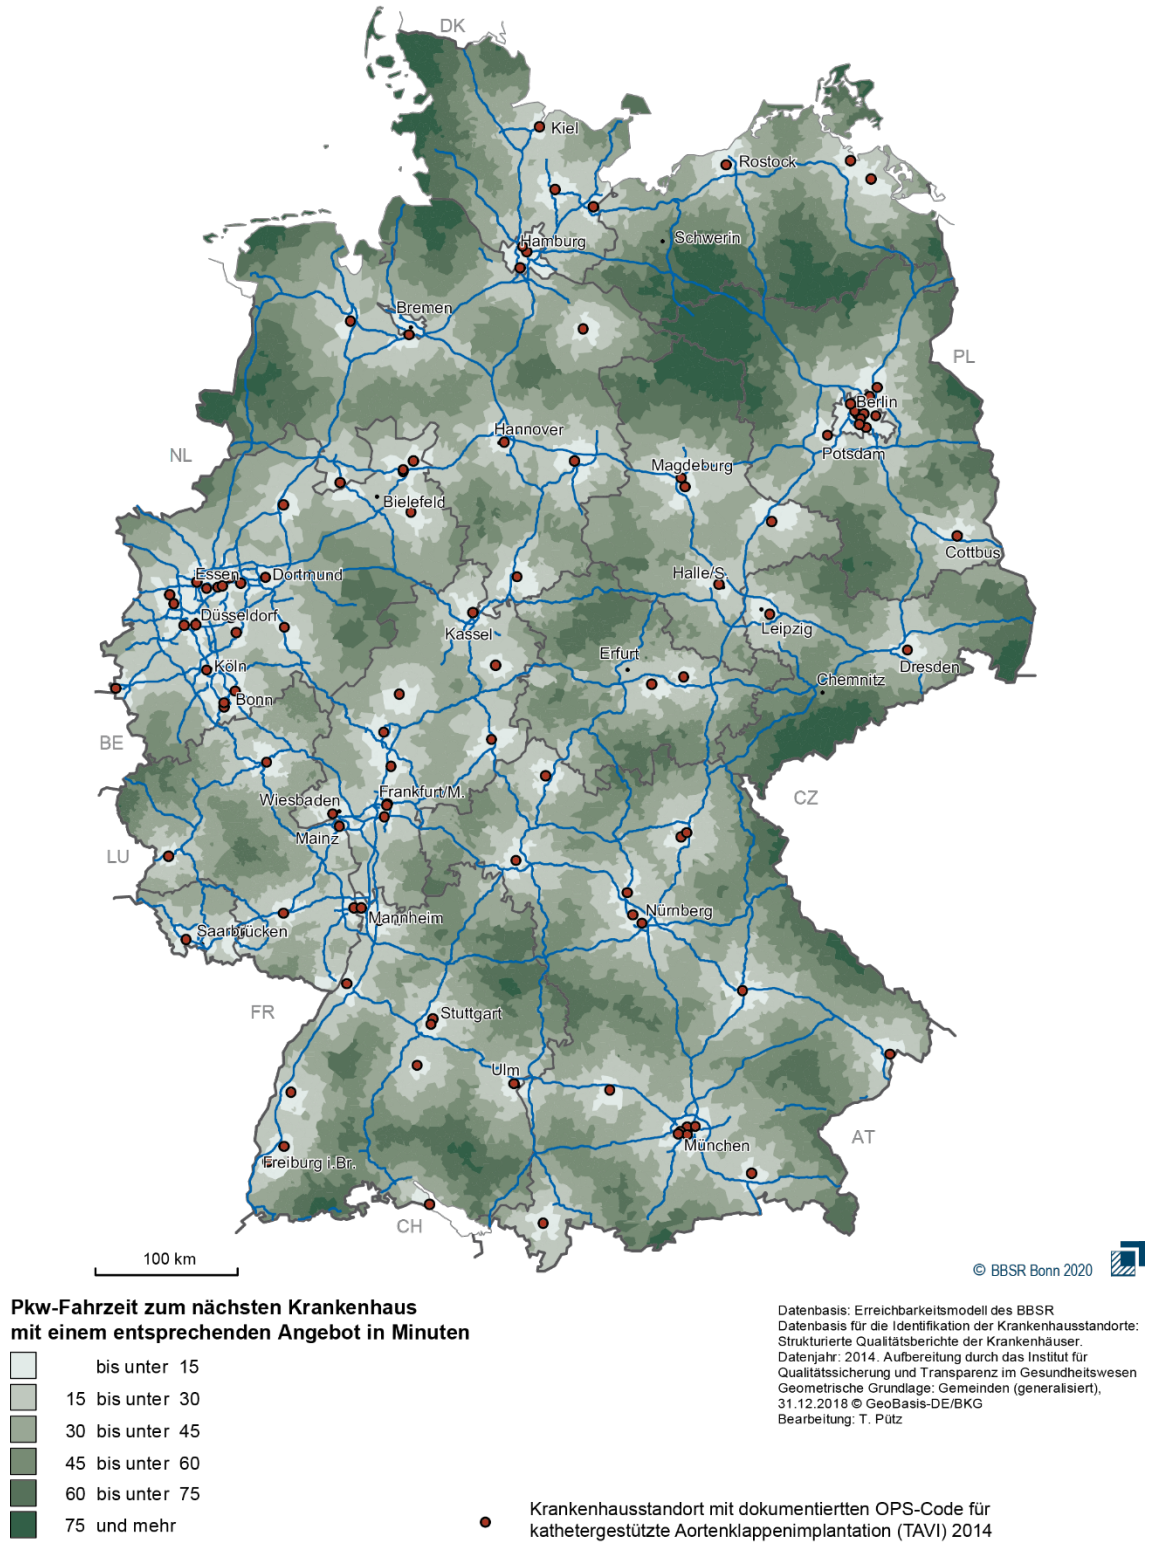 DK
Kiel
Rostock
Schwerin
Hamburg
Bremen
PL
Berlin
Hannover
NL
Potsdam
Magdeburg
Bielefeld
Cottbus
Essen
Dortmund
Halle/S.
Düsseldorf
Leipzig
Kassel
Erfurt
Dresden
Köln
Chemnitz
Bonn
BE
Wiesbaden
Frankfurt/M.
CZ
Mainz
LU
Mannheim
Nürnberg
Saarbrücken
FR
Stuttgart
Ulm
AT
München
Freiburg i.Br.
CH
100 km
© BBSR Bonn 2020
Pkw-Fahrzeit zum nächsten Krankenhaus
mit einem entsprechenden Angebot in Minuten
bis unter 15
15 bis unter 30
30 bis unter 45
45 bis unter 60
60 bis unter 75
75 und mehr
Datenbasis: Erreichbarkeitsmodell des BBSR
Datenbasis für die Identifikation der Krankenhausstandorte:
Strukturierte Qualitätsberichte der Krankenhäuser.
Datenjahr: 2014. Aufbereitung durch das Institut für
Qualitätssicherung und Transparenz im Gesundheitswesen
Geometrische Grundlage: Gemeinden (generalisiert),
31.12.2018 © GeoBasis-DE/BKG
Bearbeitung: T. Pütz
Krankenhausstandort mit dokumentiertten OPS-Code für
kathetergestützte Aortenklappenimplantation (TAVI) 2014